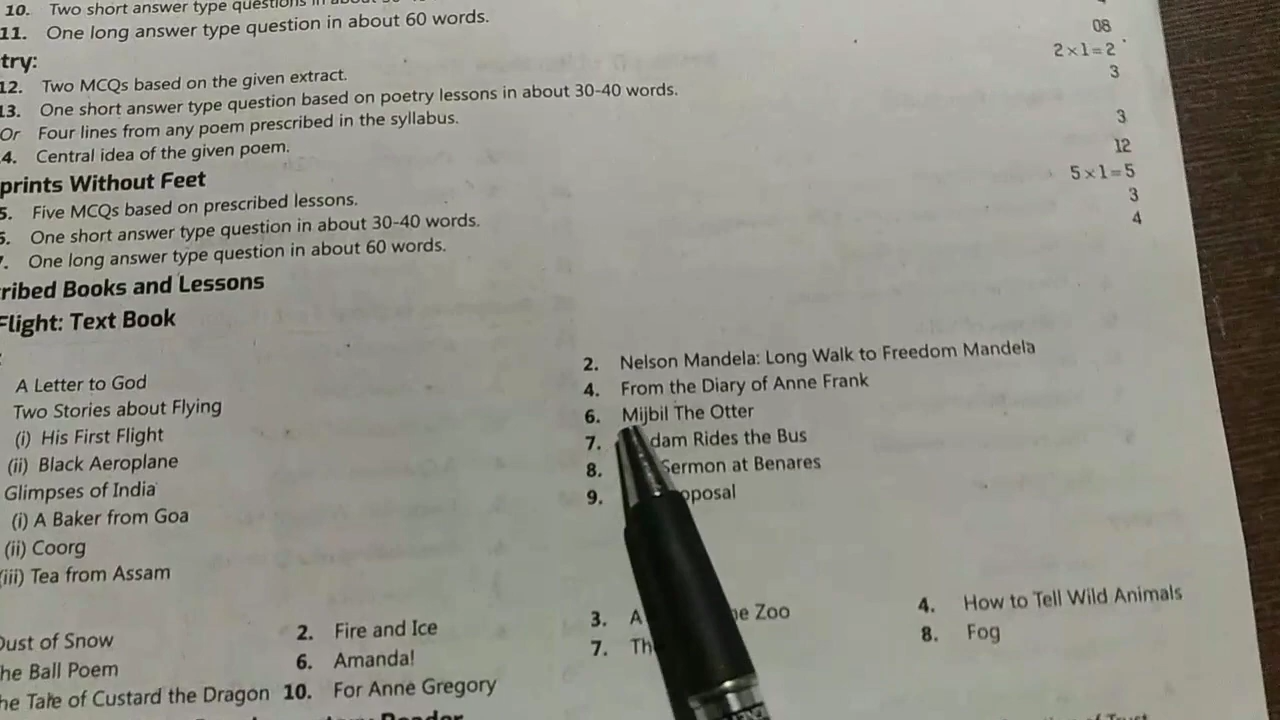 10. Two short answer type questions in about
11. One long answer type question in about 60 words.
08
try:
2×1=2
12. Two MCQs based on the given extract.
3
13. One short answer type question based on poetry lessons in about 30-40 words.
Or Four lines from any poem prescribed in the syllabus.
3
4. Central idea of the given poem.
12
prints Without Feet
5×1=5
5. Five MCQs based on prescribed lessons.
3
5. One short answer type question in about 30-40 words.
4
7. One long answer type question in about 60 words.
ribed Books and Lessons
Flight: Text Book
A Letter to God
Two Stories about Flying
(i) His First Flight
(ii) Black Aeroplane
Glimpses of India
(i) A Baker from Goa
(ii) Coorg
(iii) Tea from Assam
2. Nelson Mandela: Long Walk to Freedom Mandela
4. From the Diary of Anne Frank
6. Mijbil The Otter
7. dam Rides the Bus
8. Sermon at Benares
9. oposal
Dust of Snow
2. Fire and Ice
3. A he Zoo
4. How to Tell Wild Animals
he Ball Poem
6. Amanda!
7. Th
8. Fog
he Tale of Custard the Dragon
10. For Anne Gregory